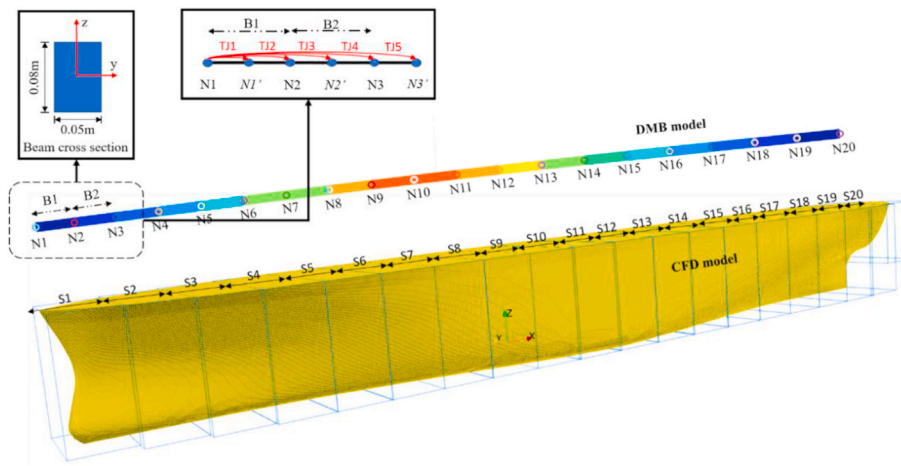 z
y
0.08m
0.05m
Beam cross section
B1 B2
TJ1 TJ2 TJ3 TJ4 TJ5
N1 N1' N2 N2' N3 N3'
DMB model
B1 B2
N1 N2 N3 N4 N5 N6 N7 N8 N9 N10 N11 N12 N13 N14 N15 N16 N17 N18 N19 N20
S1 S2 S3 S4 S5 S6 S7 S8 S9 S10 S11 S12 S13 S14 S15 S16 S17 S18 S19 S20
CFD model
Z
Y X